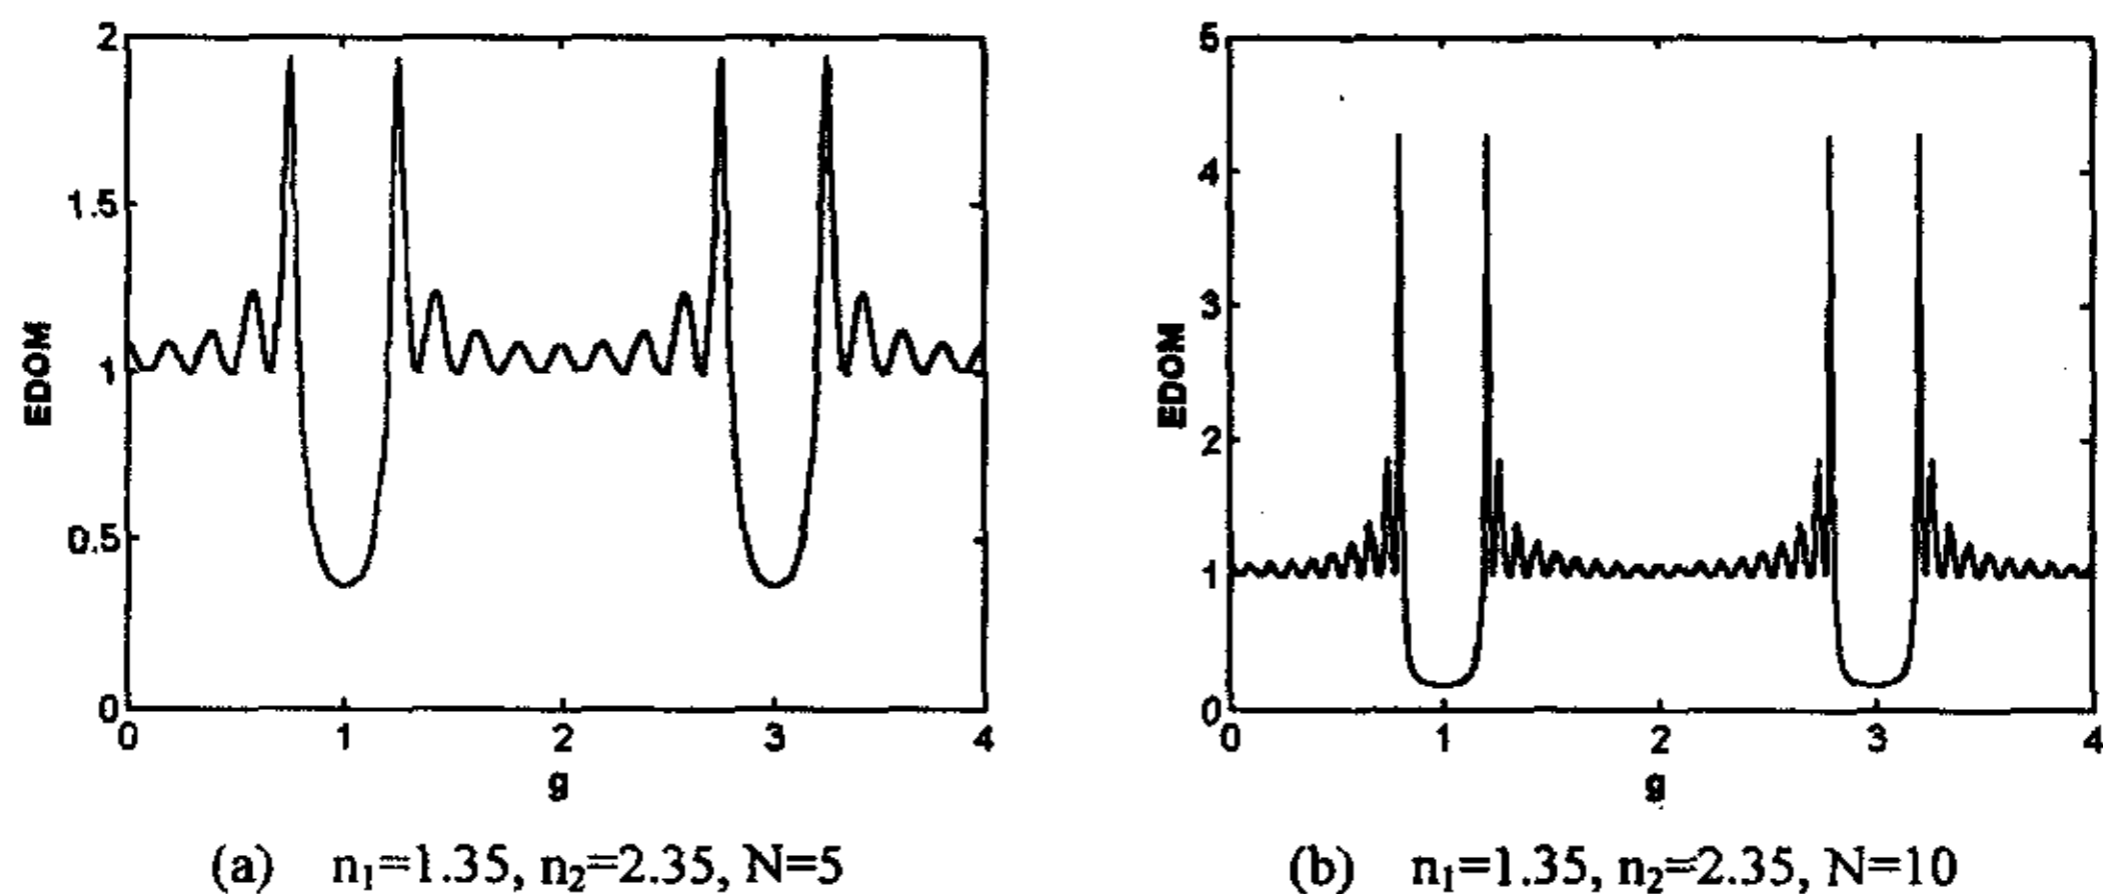 2
1.5
1
0.5
0
EDOM
0 1 2 3 4
g
(a) n₁=1.35, n₂=2.35, N=5
5
4
3
2
1
0
EDOM
0 1 2 3 4
g
(b) n₁=1.35, n₂=2.35, N=10